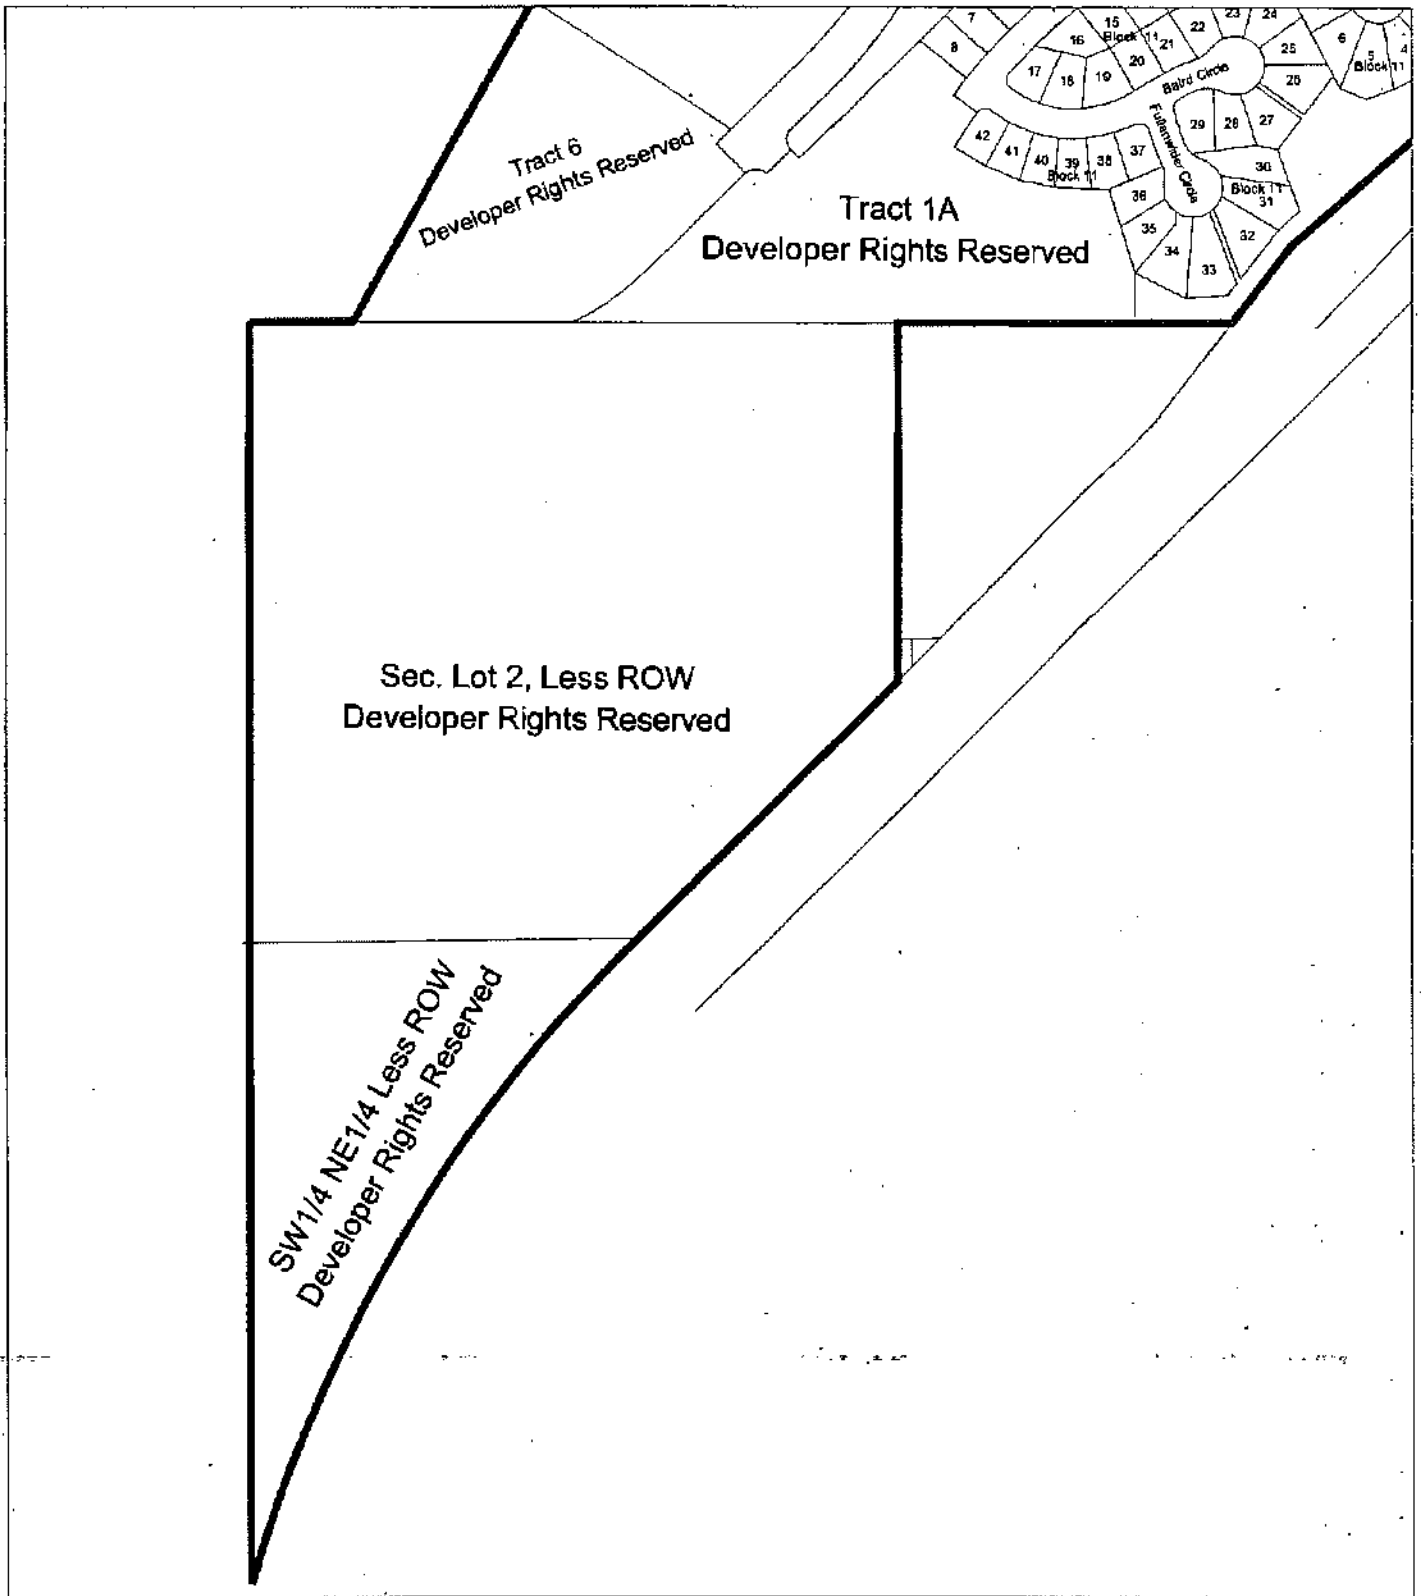 7
8
15
Block 11
16
17
18
19
20
21
22
23
24
25
26
6
5
4
Block 11
Baird Circle
Fullenwider Circle
29
28
27
30
Block 11
31
32
33
34
35
36
37
38
39
40
41
42
Block 11
Tract 6
Developer Rights Reserved
Tract 1A
Developer Rights Reserved
Sec. Lot 2, Less ROW
Developer Rights Reserved
SW1/4 NE1/4 Less ROW
Developer Rights Reserved